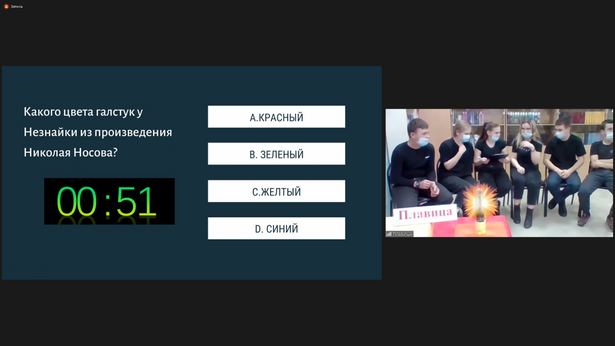 Запись
Какого цвета галстук у
Незнайки из произведения
Николая Носова?
00:51
A.КРАСНЫЙ
B. ЗЕЛЕНЫЙ
C.ЖЕЛТЫЙ
D. СИНИЙ
Плавица